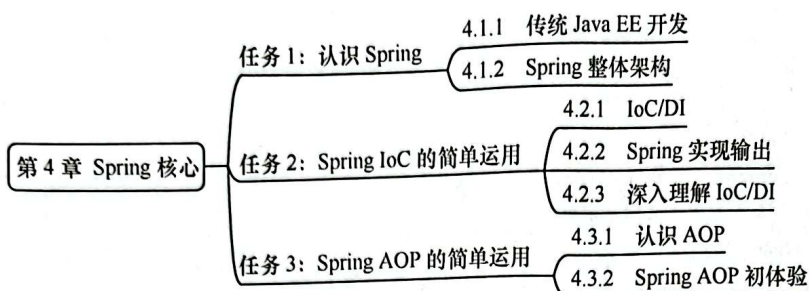 第 4 章 Spring 核心
任务 1：认识 Spring
4.1.1 传统 Java EE 开发
4.1.2 Spring 整体架构
任务 2：Spring IoC 的简单运用
4.2.1 IoC/DI
4.2.2 Spring 实现输出
4.2.3 深入理解 IoC/DI
任务 3：Spring AOP 的简单运用
4.3.1 认识 AOP
4.3.2 Spring AOP 初体验